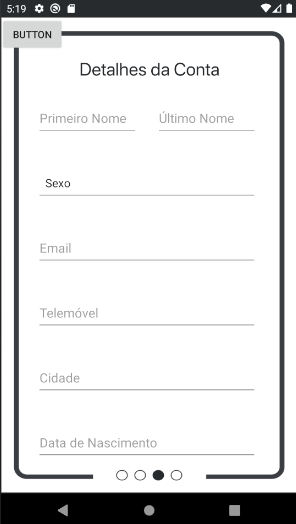 5:19
BUTTON
Detalhes da Conta
Primeiro Nome Último Nome
Sexo
Email
Telemóvel
Cidade
Data de Nascimento